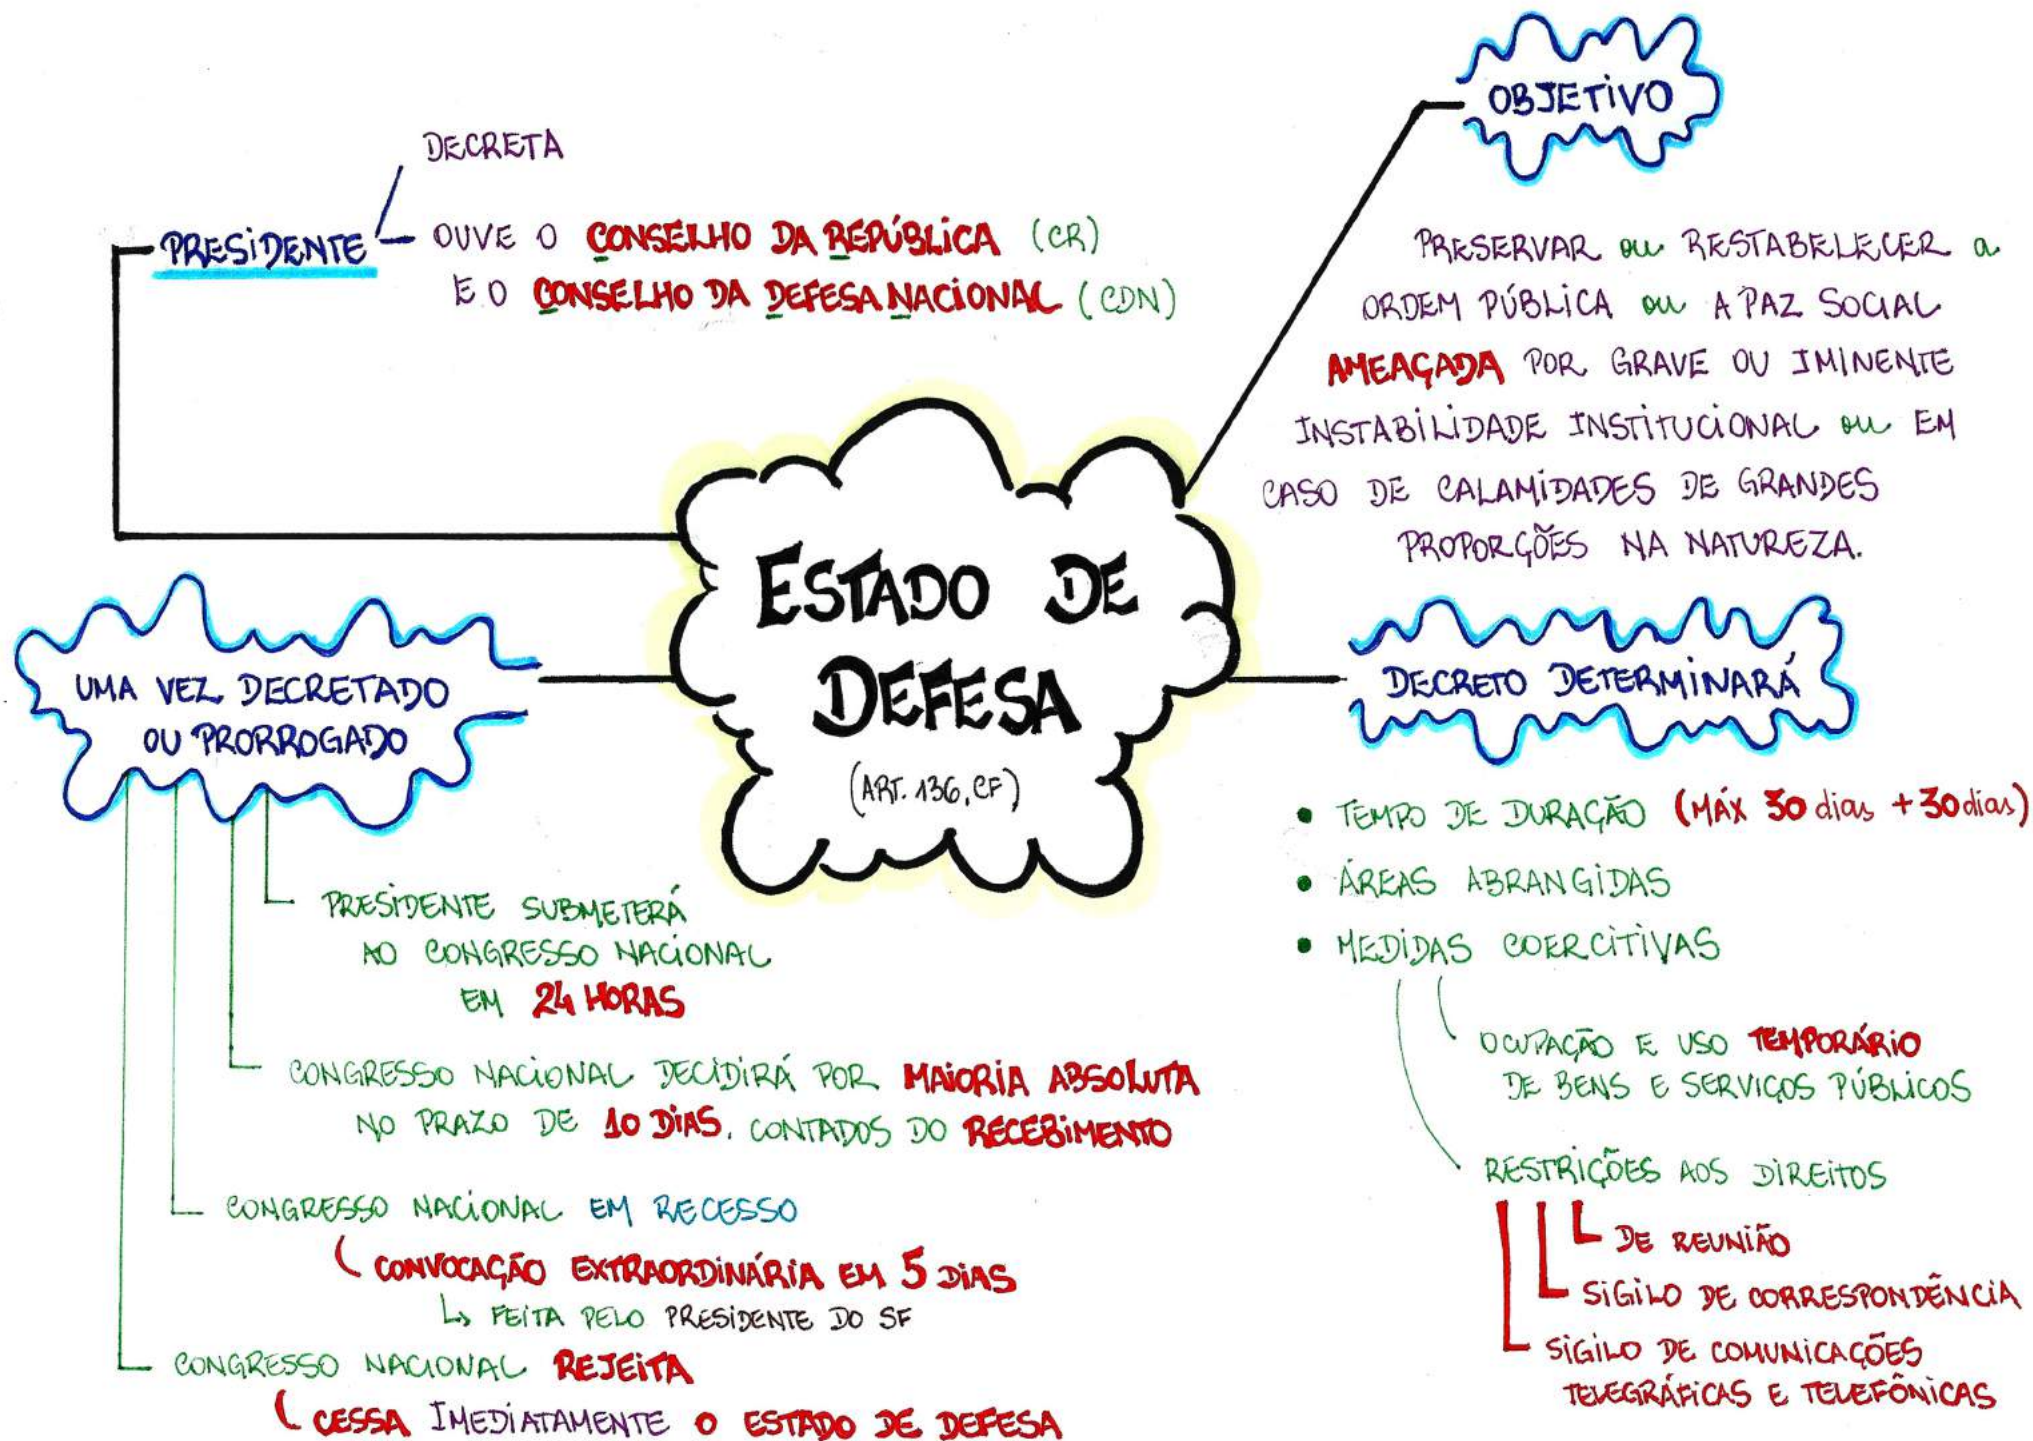 DECRETA
PRESIDENTE
OUVE O CONSELHO DA REPÚBLICA (CR)
E O CONSELHO DA DEFESA NACIONAL (CDN)
OBJETIVO
PRESERVAR ou RESTABELECER a
ORDEM PÚBLICA ou A PAZ SOCIAL
AMEAÇADA POR GRAVE OU IMINENTE
INSTABILIDADE INSTITUCIONAL ou EM
CASO DE CALAMIDADES DE GRANDES
PROPORÇÕES NA NATUREZA.
ESTADO DE
DEFESA
(ART. 136, CF)
UMA VEZ DECRETADO
OU PRORROGADO
PRESIDENTE SUBMETERÁ
AO CONGRESSO NACIONAL
EM 24 HORAS
CONGRESSO NACIONAL DECIDIRÁ POR MAIORIA ABSOLUTA
NO PRAZO DE 10 DIAS, CONTADOS DO RECEBIMENTO
CONGRESSO NACIONAL EM RECESSO
CONVOCAÇÃO EXTRAORDINÁRIA EM 5 DIAS
↳ FEITA PELO PRESIDENTE DO SF
CONGRESSO NACIONAL REJEITA
CESSA IMEDIATAMENTE O ESTADO DE DEFESA
DECRETO DETERMINARÁ
• TEMPO DE DURAÇÃO (MÁX 30 dias + 30 dias)
• ÁREAS ABRANGIDAS
• MEDIDAS COERCITIVAS
OCUPAÇÃO E USO TEMPORÁRIO
DE BENS E SERVIÇOS PÚBLICOS
RESTRIÇÕES AOS DIREITOS
DE REUNIÃO
SIGILO DE CORRESPONDÊNCIA
SIGILO DE COMUNICAÇÕES
TELEGRÁFICAS E TELEFÔNICAS